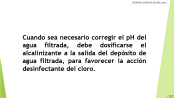 Cuando sea necesario corregir el pH del
agua filtrada, debe dosificarse el
alcalinizante a la salida del depósito de
agua filtrada, para favorecer la acción
desinfectante del cloro.